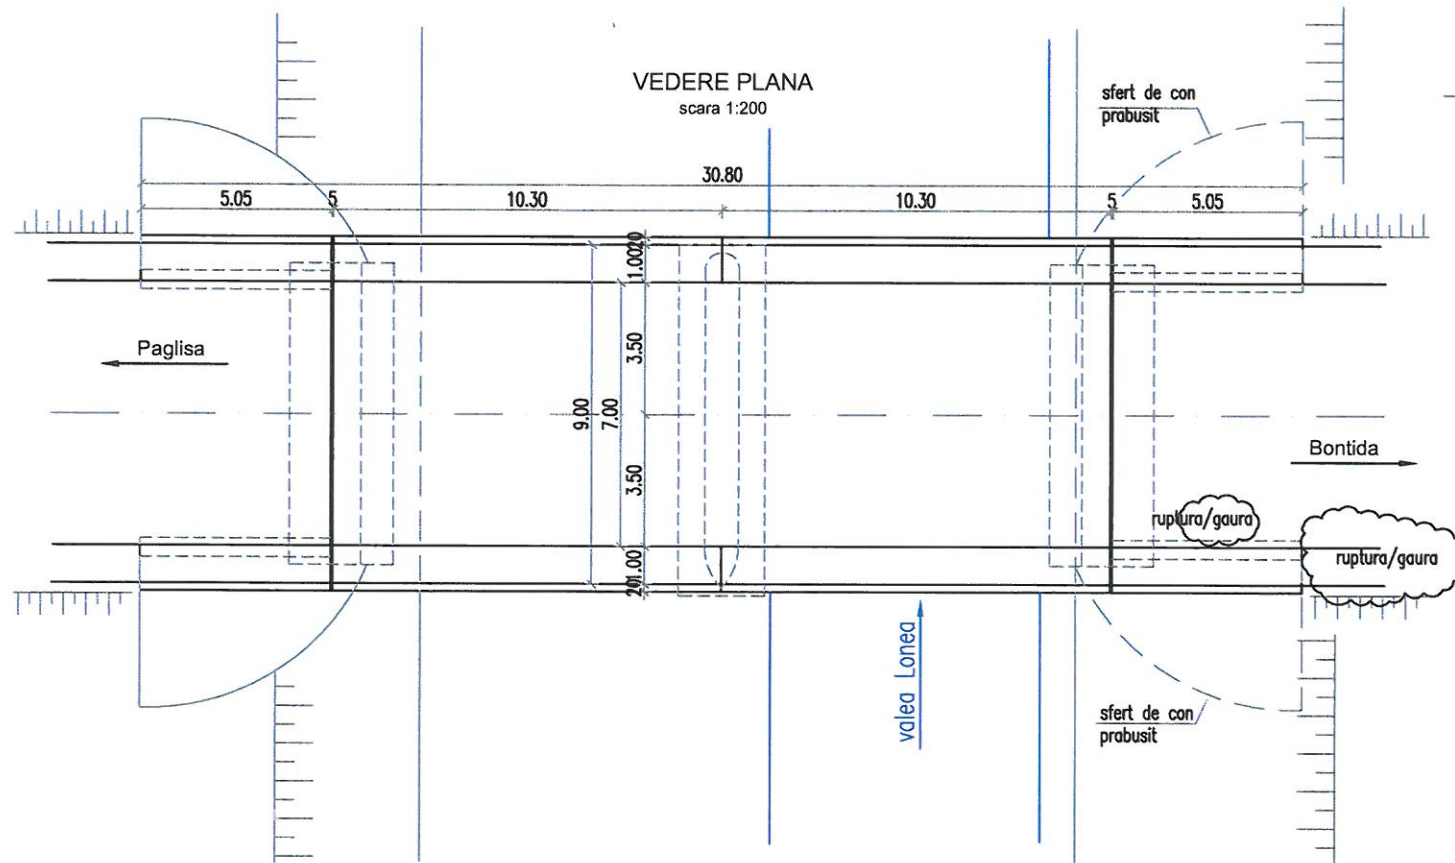 VEDERE PLANA
scara 1:200
sfert de con
prabusit
30.80
5.05
5
10.30
10.30
5
5.05
20
1.00
3.50
9.00
7.00
3.50
1.00
20
Paglisa
Bontida
ruptura/gaura
ruptura/gaura
valea Lonea
sfert de con
prabusit